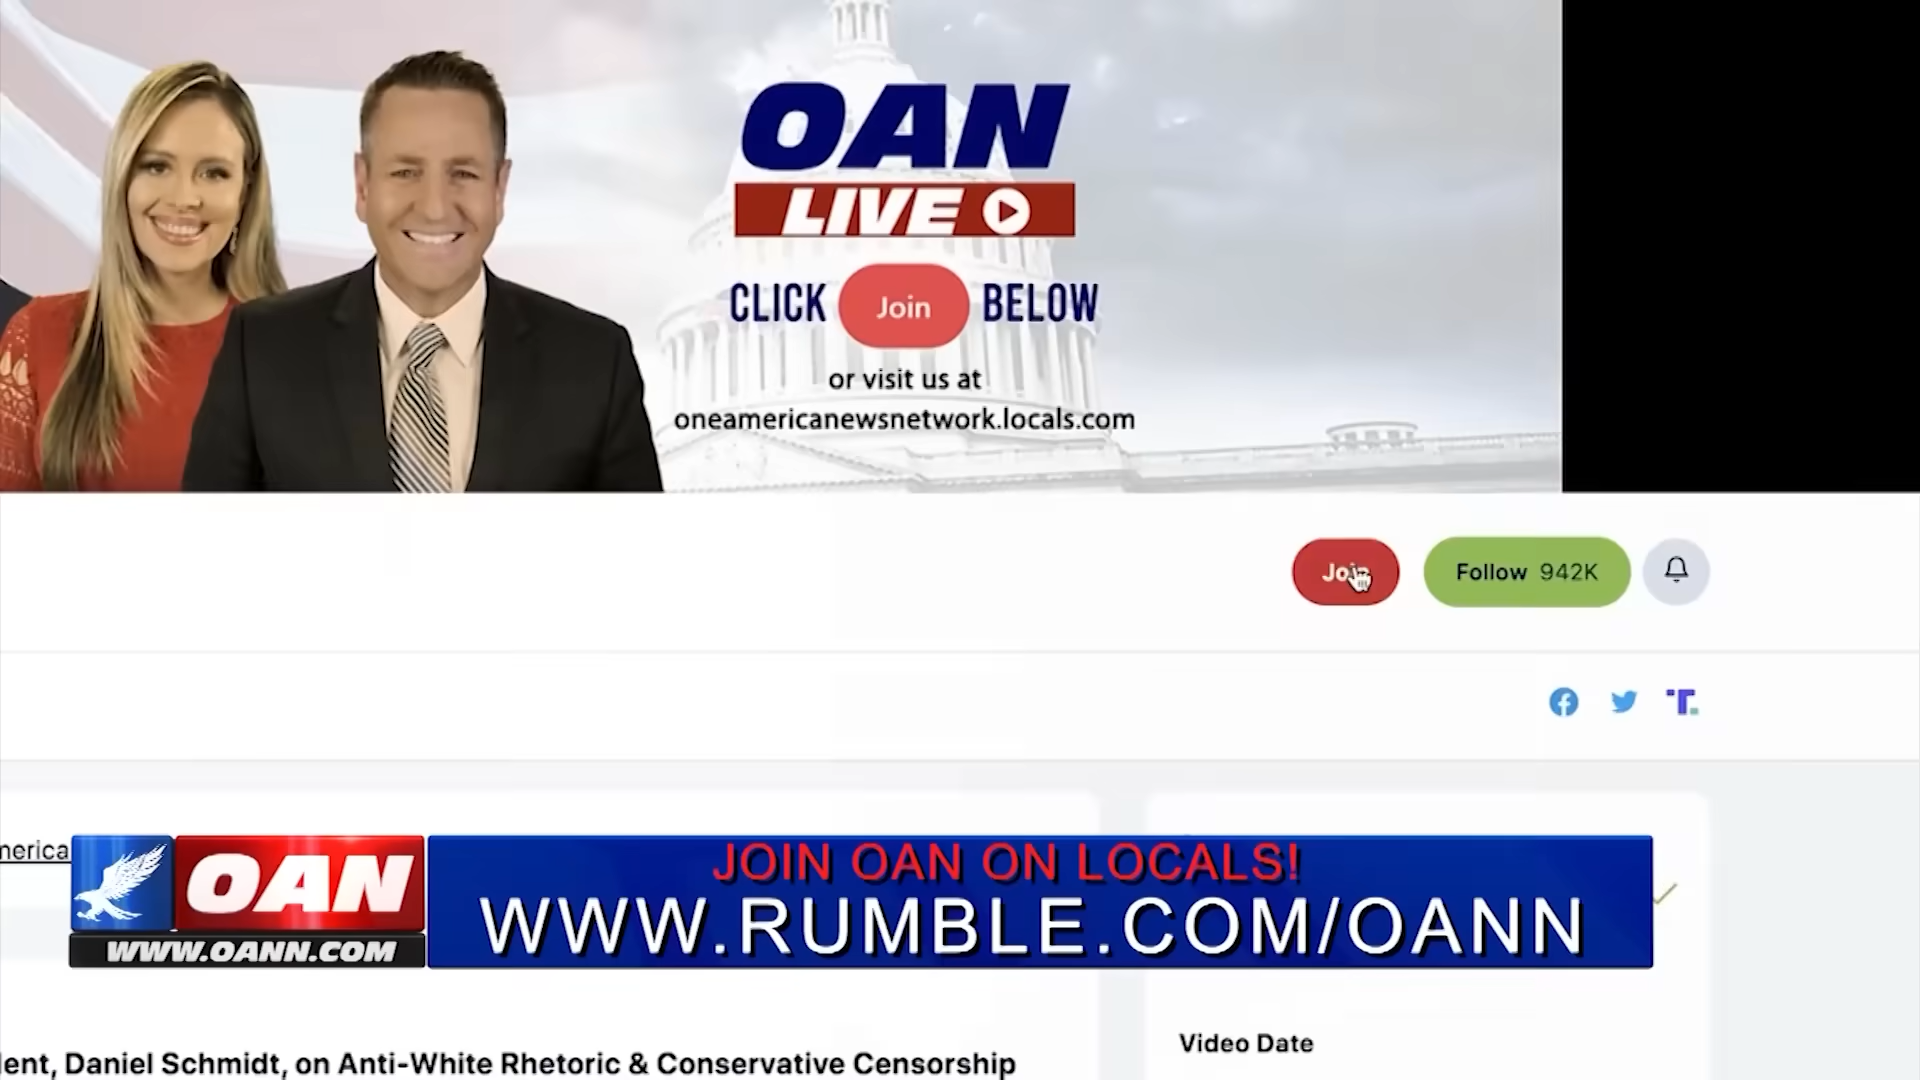 OAN
LIVE
CLICK Join BELOW
or visit us at
oneamericanewsnetwork.locals.com
Join
Follow 942K
merica
OAN
WWW.OANN.COM
JOIN OAN ON LOCALS!
WWW.RUMBLE.COM/OANN
Video Date
lent, Daniel Schmidt, on Anti-White Rhetoric & Conservative Censorship